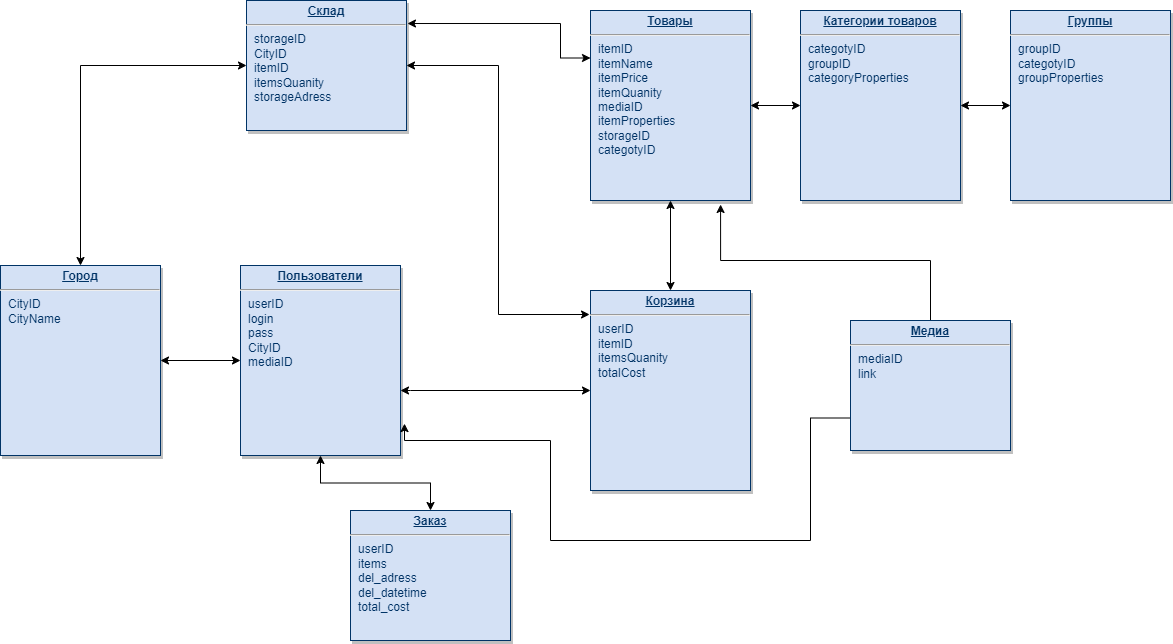 Склад
storageID
CityID
itemID
itemsQuanity
storageAdress
Товары
itemID
itemName
itemPrice
itemQuanity
mediaID
itemProperties
storageID
categotyID
Категории товаров
categotyID
groupID
categoryProperties
Группы
groupID
categotyID
groupProperties
Город
CityID
CityName
Пользователи
userID
login
pass
CityID
mediaID
Корзина
userID
itemID
itemsQuanity
totalCost
Медиа
mediaID
link
Заказ
userID
items
del_adress
del_datetime
total_cost